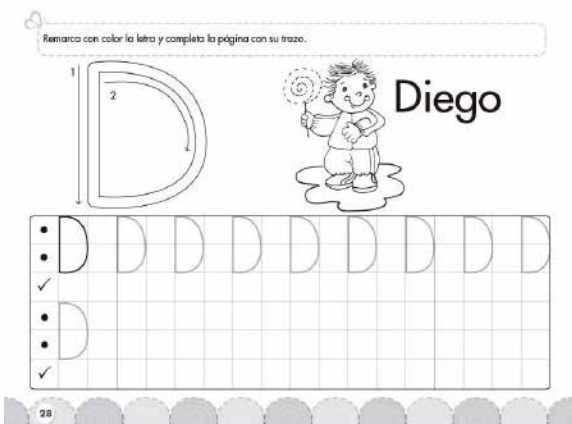 Remarca con color la letra y completa la página con su trazo.
1
2
Diego
D D D D D D D D D
D
28